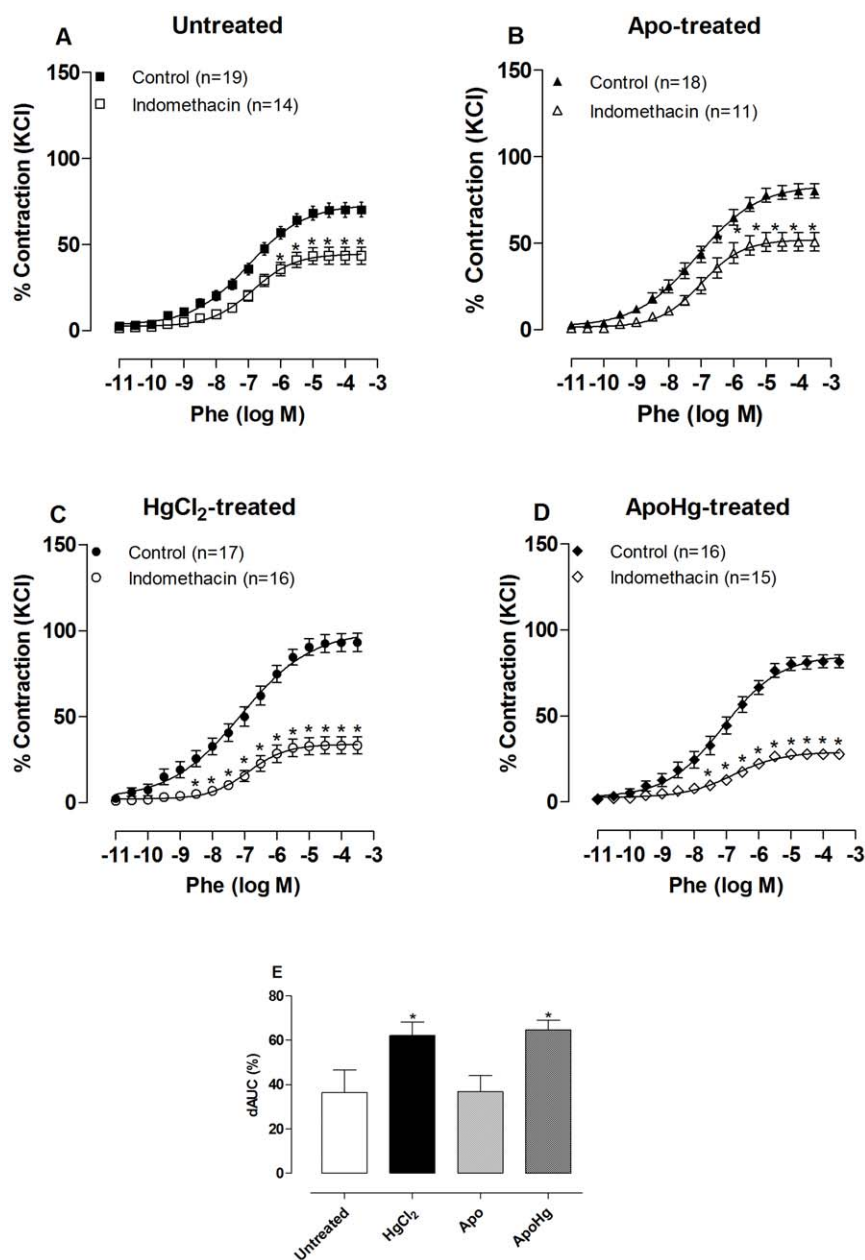 A
Untreated
150
100
50
0
% Contraction (KCl)
Control (n=19)
Indomethacin (n=14)
* * * * * *
-11 -10 -9 -8 -7 -6 -5 -4 -3
Phe (log M)
B
Apo-treated
150
100
50
0
% Contraction (KCl)
Control (n=18)
Indomethacin (n=11)
* * * * * *
-11 -10 -9 -8 -7 -6 -5 -4 -3
Phe (log M)
C
HgCl₂-treated
150
100
50
0
% Contraction (KCl)
Control (n=17)
Indomethacin (n=16)
* * * * * * * * * * *
-11 -10 -9 -8 -7 -6 -5 -4 -3
Phe (log M)
D
ApoHg-treated
150
100
50
0
% Contraction (KCl)
Control (n=16)
Indomethacin (n=15)
* * * * * * * * *
-11 -10 -9 -8 -7 -6 -5 -4 -3
Phe (log M)
E
80
60
40
20
0
dAUC (%)
* *
Untreated
HgCl₂
Apo
ApoHg